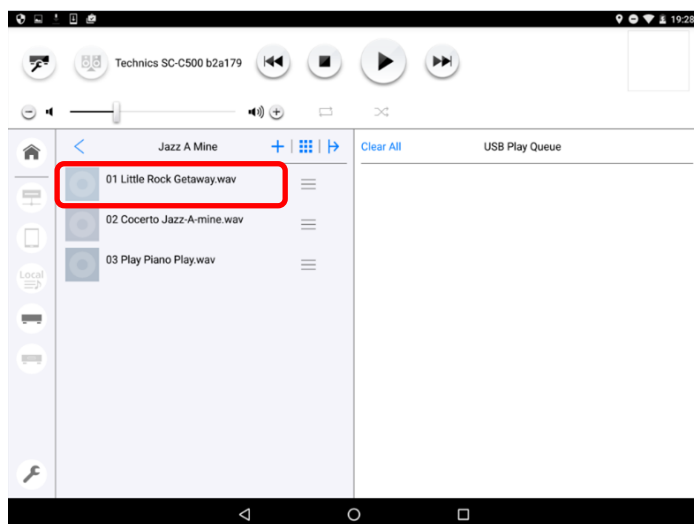 19:28
Technics SC-C500 b2a179
Jazz A Mine
Clear All
USB Play Queue
01 Little Rock Getaway.wav
02 Cocerto Jazz-A-mine.wav
03 Play Piano Play.wav
Local